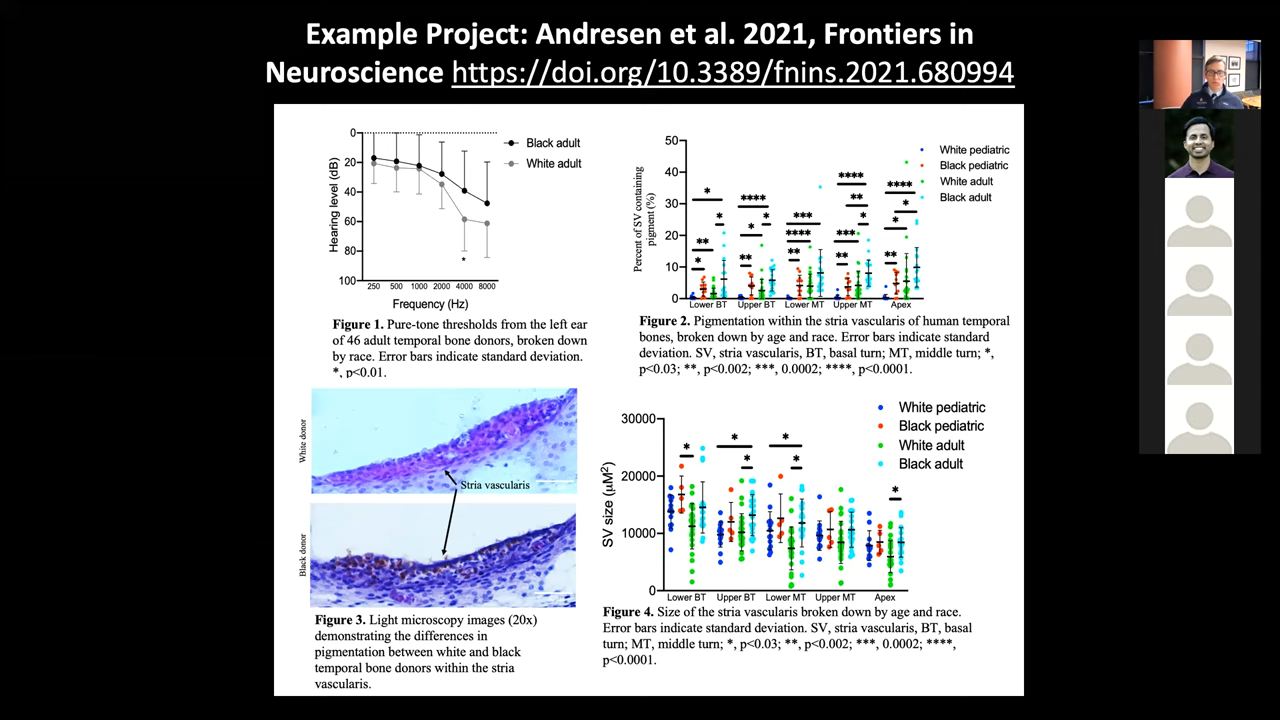 Example Project: Andresen et al. 2021, Frontiers in
Neuroscience https://doi.org/10.3389/fnins.2021.680994
Hearing level (dB)
0
20
40
60
80
100
*
250 500 1000 2000 4000 8000
Frequency (Hz)
Black adult
White adult
Figure 1. Pure-tone thresholds from the left ear
of 46 adult temporal bone donors, broken down
by race. Error bars indicate standard deviation.
*, p<0.01.
Percent of SV containing
pigment (%)
50
40
30
20
10
0
* **** *** **** ****
* * ** *
** * **** *** * *
* ** ** ** **
Lower BT Upper BT Lower MT Upper MT Apex
White pediatric
Black pediatric
White adult
Black adult
Figure 2. Pigmentation within the stria vascularis of human temporal
bones, broken down by age and race. Error bars indicate standard
deviation. SV, stria vascularis, BT, basal turn; MT, middle turn; *,
p<0.03; **, p<0.002; ***, 0.0002; ****, p<0.0001.
White donor
Stria vascularis
Black donor
Figure 3. Light microscopy images (20x)
demonstrating the differences in
pigmentation between white and black
temporal bone donors within the stria
vascularis.
SV size (µM²)
30000
20000
10000
0
* * *
* * *
Lower BT Upper BT Lower MT Upper MT Apex
White pediatric
Black pediatric
White adult
Black adult
Figure 4. Size of the stria vascularis broken down by age and race.
Error bars indicate standard deviation. SV, stria vascularis, BT, basal
turn; MT, middle turn; *, p<0.03; **, p<0.002; ***, 0.0002; ****,
p<0.0001.